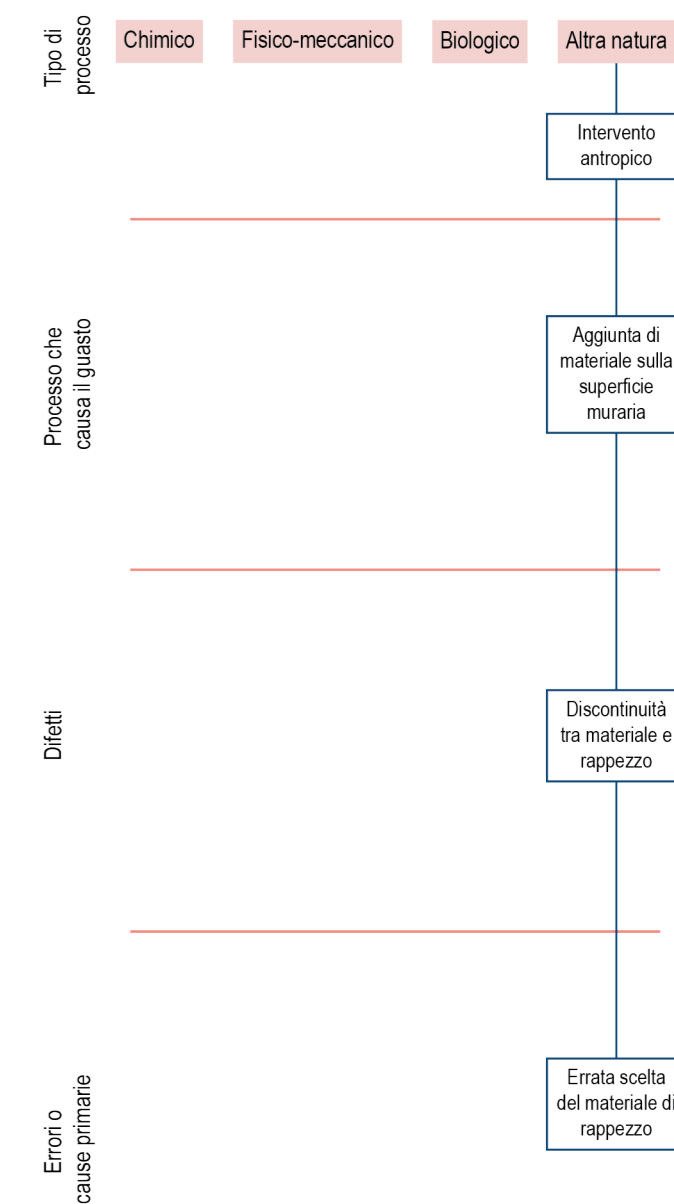 Tipo di
processo
Chimico
Fisico-meccanico
Biologico
Altra natura
Intervento
antropico
Processo che
causa il guasto
Aggiunta di
materiale sulla
superficie
muraria
Difetti
Discontinuità
tra materiale e
rappezzo
Errori o
cause primarie
Errata scelta
del materiale di
rappezzo